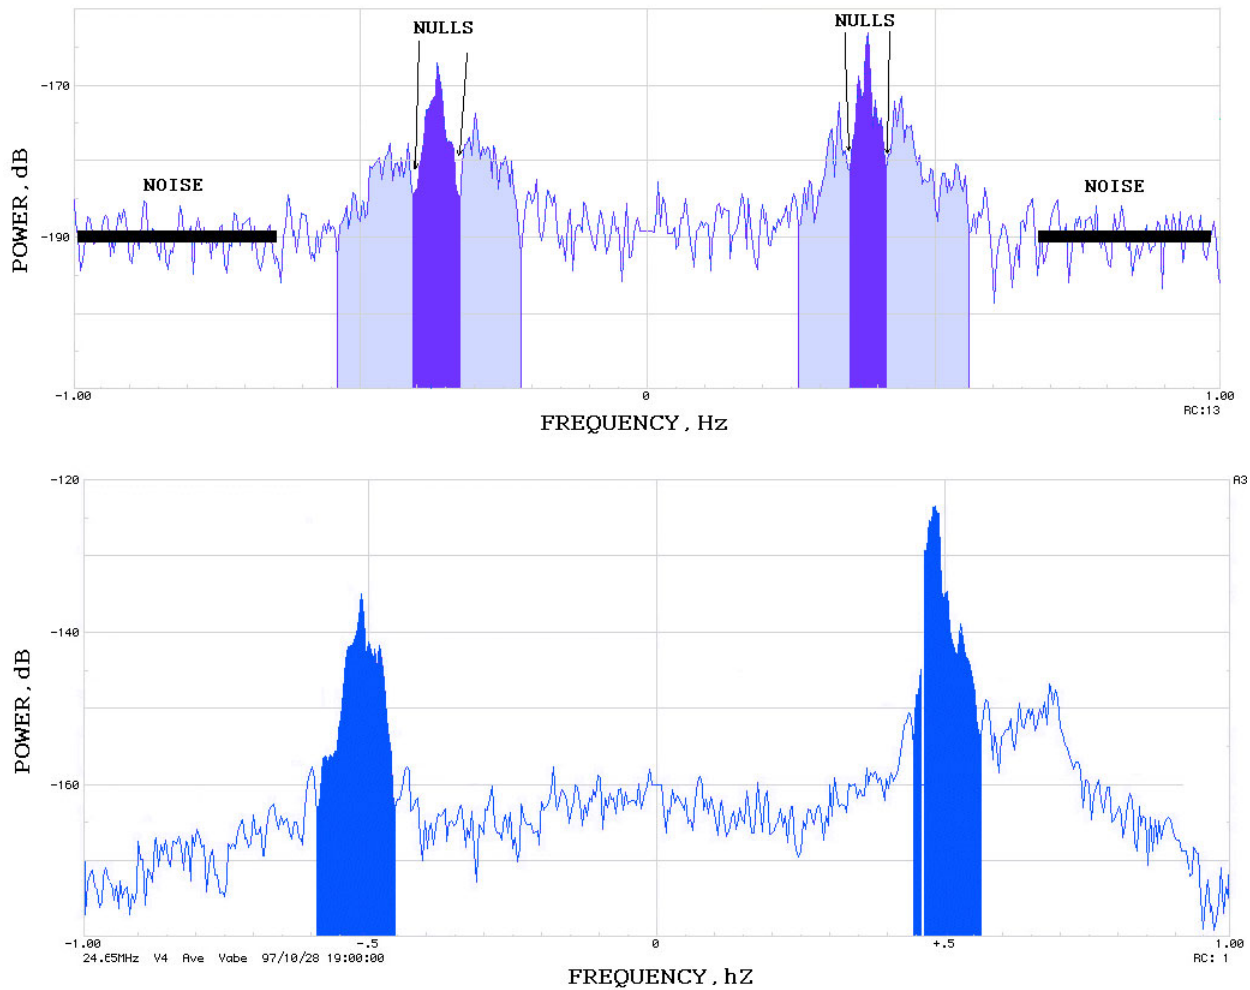 NULLS
NULLS
-170
NOISE
NOISE
-190
POWER, dB
-1.00
0
1.00
RC:13
FREQUENCY, Hz
-120
A3
-140
POWER, dB
-160
-1.00
-.5
0
+.5
1.00
24.65MHz V4 Ave Vabe 97/10/28 19:00:00
RC: 1
FREQUENCY, hZ